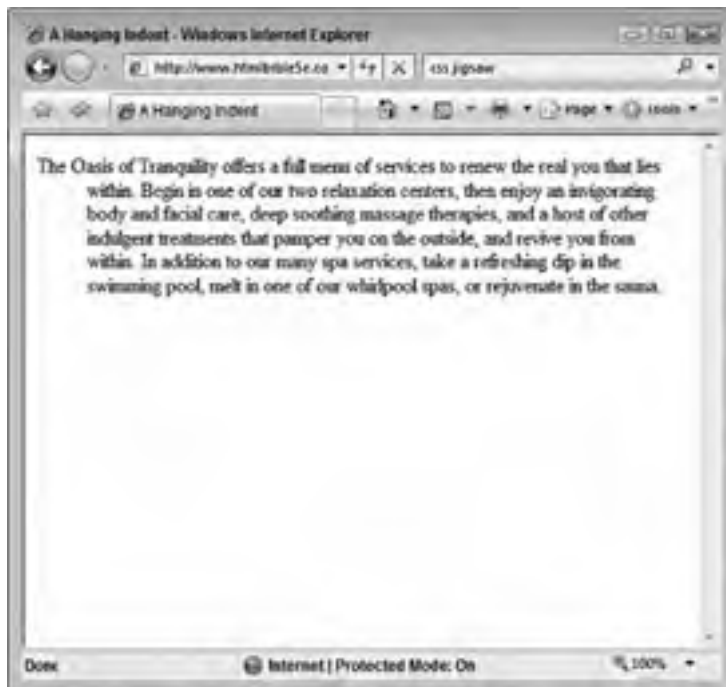 A Hanging Indent - Windows Internet Explorer
css jigsaw
A Hanging Indent
Page Tools
The Oasis of Tranquility offers a full menu of services to renew the real you that lies
within. Begin in one of our two relaxation centers, then enjoy an invigorating
body and facial care, deep soothing massage therapies, and a host of other
indulgent treatments that pamper you on the outside, and revive you from
within. In addition to our many spa services, take a refreshing dip in the
swimming pool, melt in one of our whirlpool spas, or rejuvenate in the sauna.
Done Internet | Protected Mode: On 100%